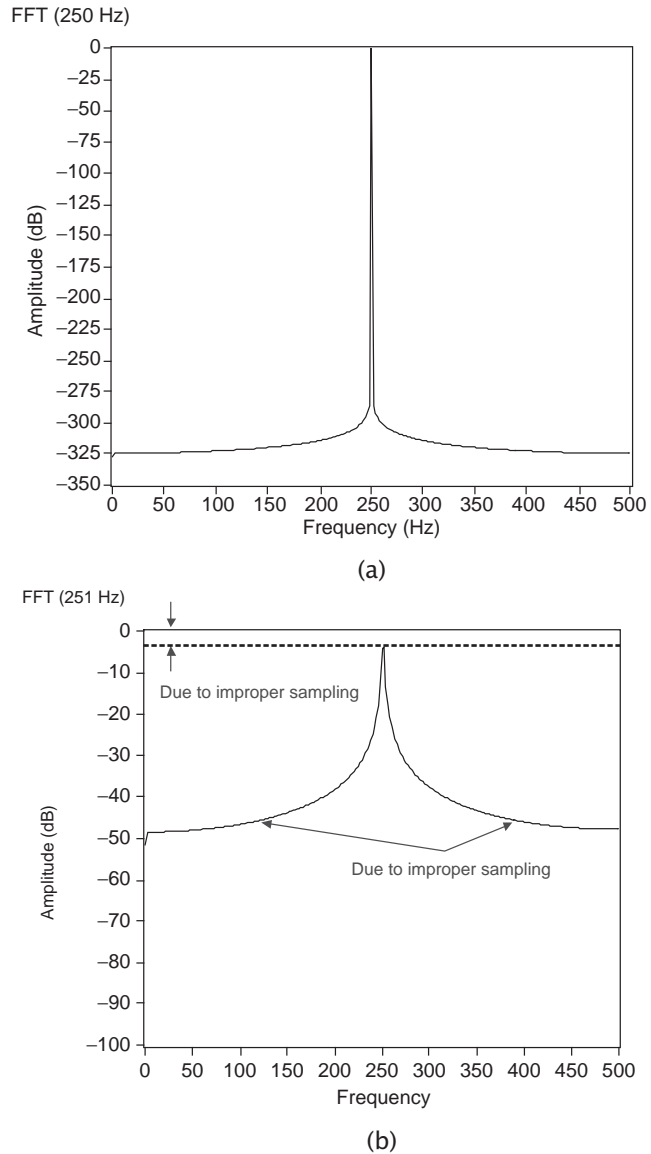 FFT (250 Hz)
0
−25
−50
−75
−100
−125
−150
−175
−200
−225
−250
−275
−300
−325
−350
Amplitude (dB)
0 50 100 150 200 250 300 350 400 450 500
Frequency (Hz)
(a)
FFT (251 Hz)
0
−10
−20
−30
−40
−50
−60
−70
−80
−90
−100
Amplitude (dB)
Due to improper sampling
Due to improper sampling
0 50 100 150 200 250 300 350 400 450 500
Frequency
(b)